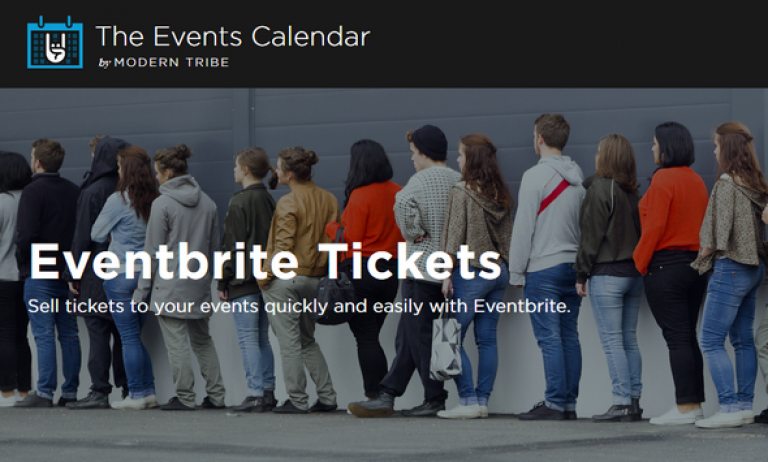 The Events Calendar
by MODERN TRIBE
Eventbrite Tickets
Sell tickets to your events quickly and easily with Eventbrite.